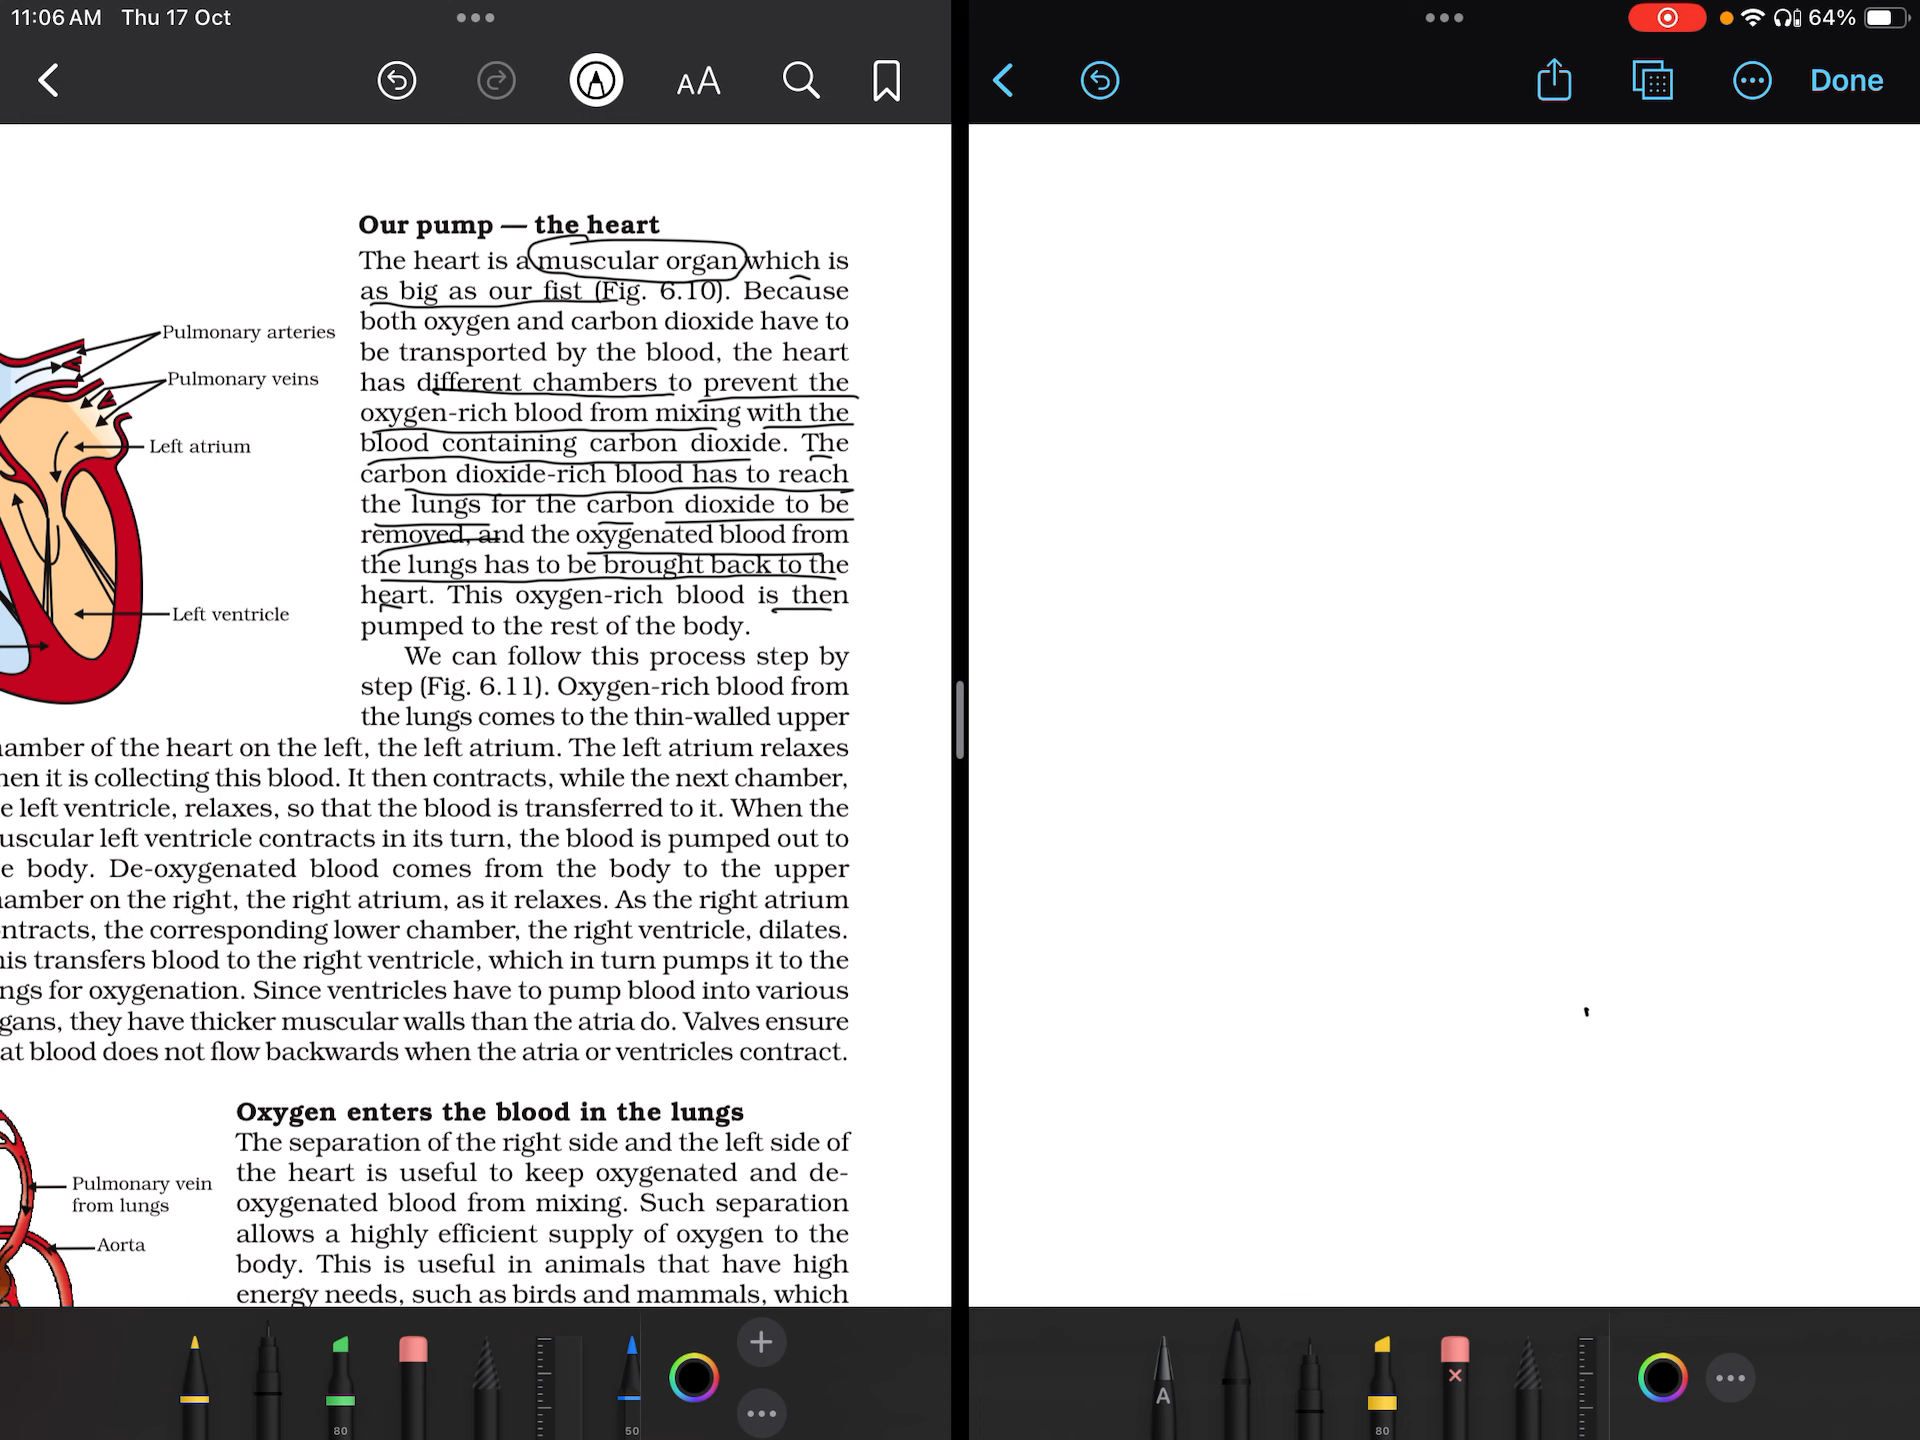 11:06 AM Thu 17 Oct
64%
Done
Our pump — the heart
The heart is a muscular organ which is
as big as our fist (Fig. 6.10). Because
both oxygen and carbon dioxide have to
be transported by the blood, the heart
has different chambers to prevent the
oxygen-rich blood from mixing with the
blood containing carbon dioxide. The
carbon dioxide-rich blood has to reach
the lungs for the carbon dioxide to be
removed, and the oxygenated blood from
the lungs has to be brought back to the
heart. This oxygen-rich blood is then
pumped to the rest of the body.
Pulmonary arteries
Pulmonary veins
Left atrium
Left ventricle
We can follow this process step by
step (Fig. 6.11). Oxygen-rich blood from
the lungs comes to the thin-walled upper
amber of the heart on the left, the left atrium. The left atrium relaxes
en it is collecting this blood. It then contracts, while the next chamber,
e left ventricle, relaxes, so that the blood is transferred to it. When the
uscular left ventricle contracts in its turn, the blood is pumped out to
e body. De-oxygenated blood comes from the body to the upper
amber on the right, the right atrium, as it relaxes. As the right atrium
ntracts, the corresponding lower chamber, the right ventricle, dilates.
is transfers blood to the right ventricle, which in turn pumps it to the
ngs for oxygenation. Since ventricles have to pump blood into various
gans, they have thicker muscular walls than the atria do. Valves ensure
at blood does not flow backwards when the atria or ventricles contract.
Oxygen enters the blood in the lungs
The separation of the right side and the left side of
the heart is useful to keep oxygenated and de-
oxygenated blood from mixing. Such separation
allows a highly efficient supply of oxygen to the
body. This is useful in animals that have high
energy needs, such as birds and mammals, which
Pulmonary vein
from lungs
Aorta
80
50
A
80